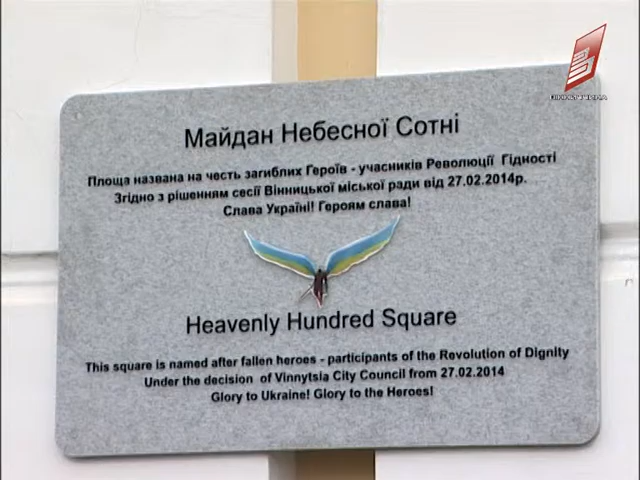 Майдан Небесної Сотні
Площа названа на честь загиблих Героїв - учасників Революції Гідності
Згідно з рішенням сесії Вінницької міської ради від 27.02.2014р.
Слава Україні! Героям слава!
Heavenly Hundred Square
This square is named after fallen heroes - participants of the Revolution of Dignity
Under the decision of Vinnytsia City Council from 27.02.2014
Glory to Ukraine! Glory to the Heroes!